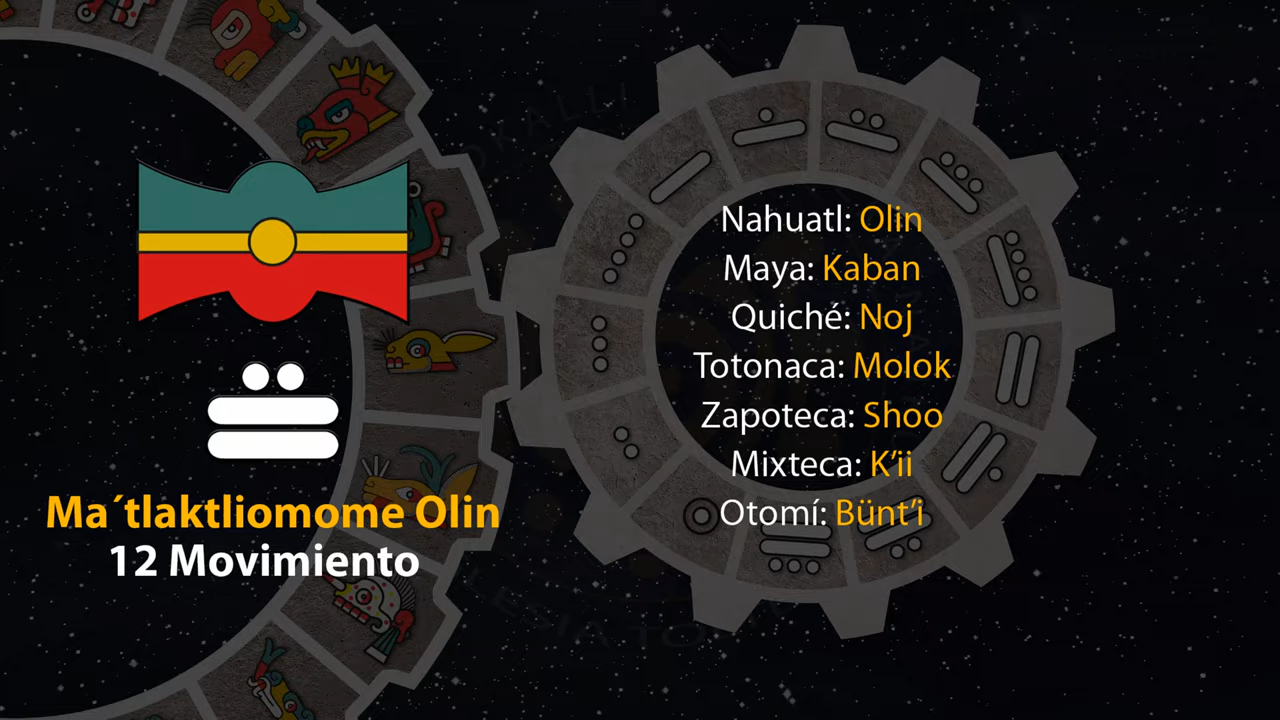 Ma´tlaktliomome Olin
12 Movimiento
Nahuatl: Olin
Maya: Kaban
Quiché: Noj
Totonaca: Molok
Zapoteca: Shoo
Mixteca: K’ii
Otomí: Bünt’i